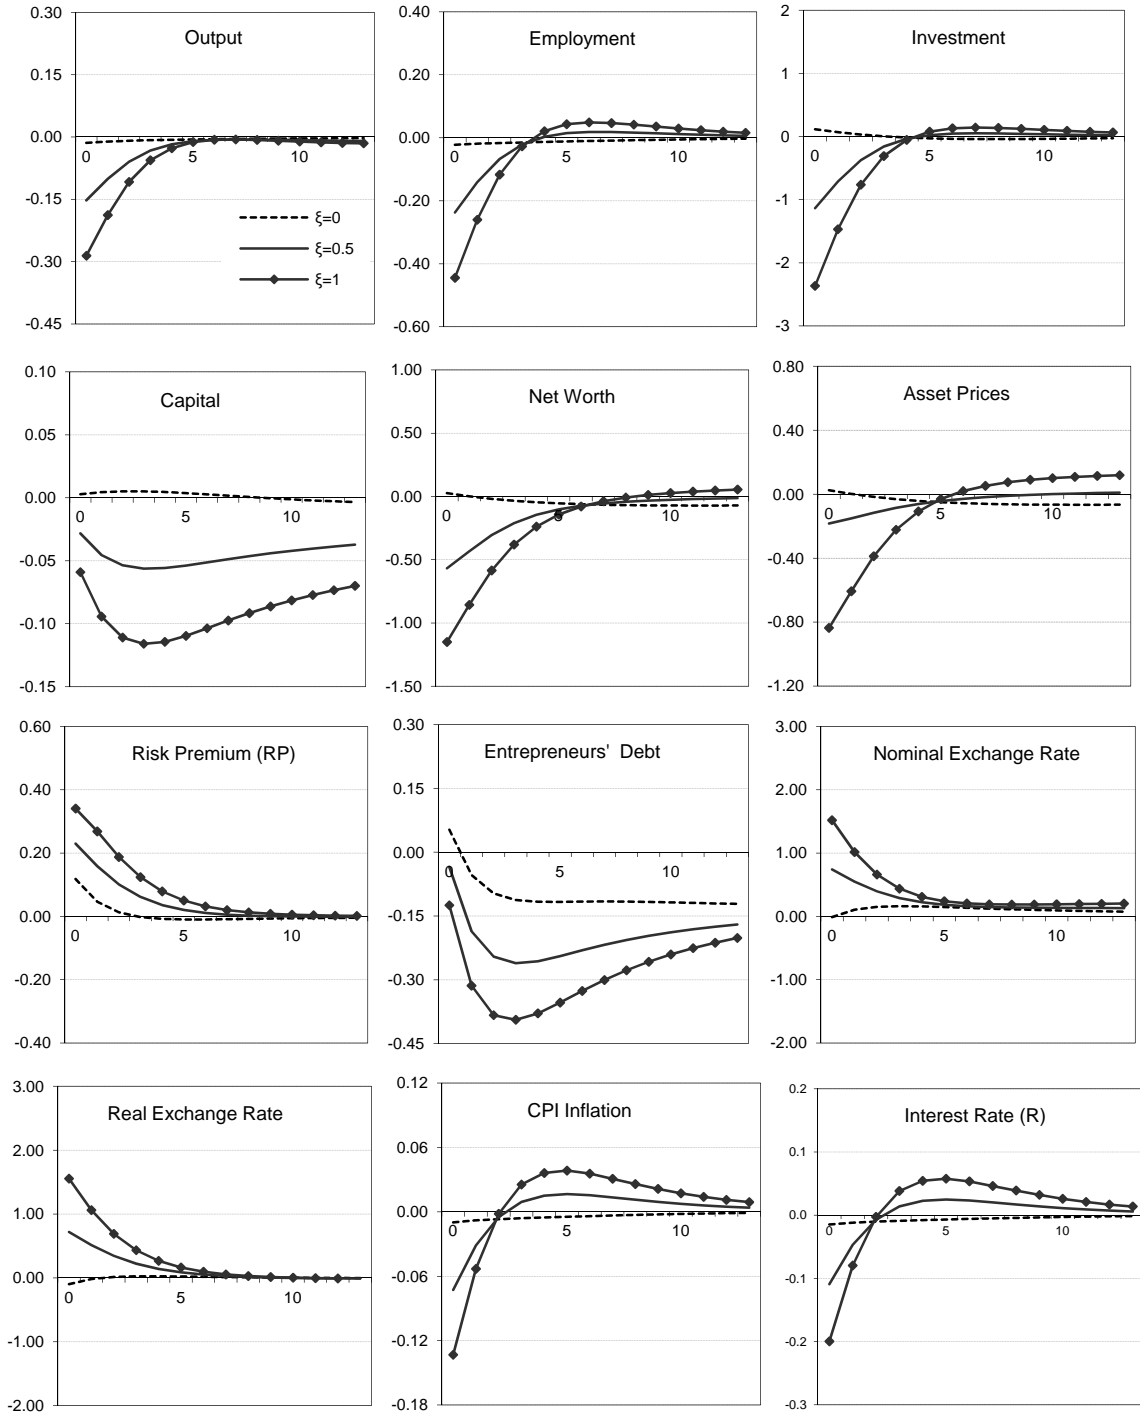 Output
0.30
0.15
0.00
-0.15
-0.30
-0.45
0 5 10
ξ=0
ξ=0.5
ξ=1
Employment
0.40
0.20
0.00
-0.20
-0.40
-0.60
0 5 10
Investment
2
1
0
-1
-2
-3
0 5 10
Capital
0.10
0.05
0.00
-0.05
-0.10
-0.15
0 5 10
Net Worth
1.00
0.50
0.00
-0.50
-1.00
-1.50
0 5 10
Asset Prices
0.80
0.40
0.00
-0.40
-0.80
-1.20
0 5 10
Risk Premium (RP)
0.60
0.40
0.20
0.00
-0.20
-0.40
0 5 10
Entrepreneurs' Debt
0.30
0.15
0.00
-0.15
-0.30
-0.45
0 5 10
Nominal Exchange Rate
3.00
2.00
1.00
0.00
-1.00
-2.00
0 5 10
Real Exchange Rate
3.00
2.00
1.00
0.00
-1.00
-2.00
0 5 10
CPI Inflation
0.12
0.06
0.00
-0.06
-0.12
-0.18
0 5 10
Interest Rate (R)
0.2
0.1
0.0
-0.1
-0.2
-0.3
0 5 10